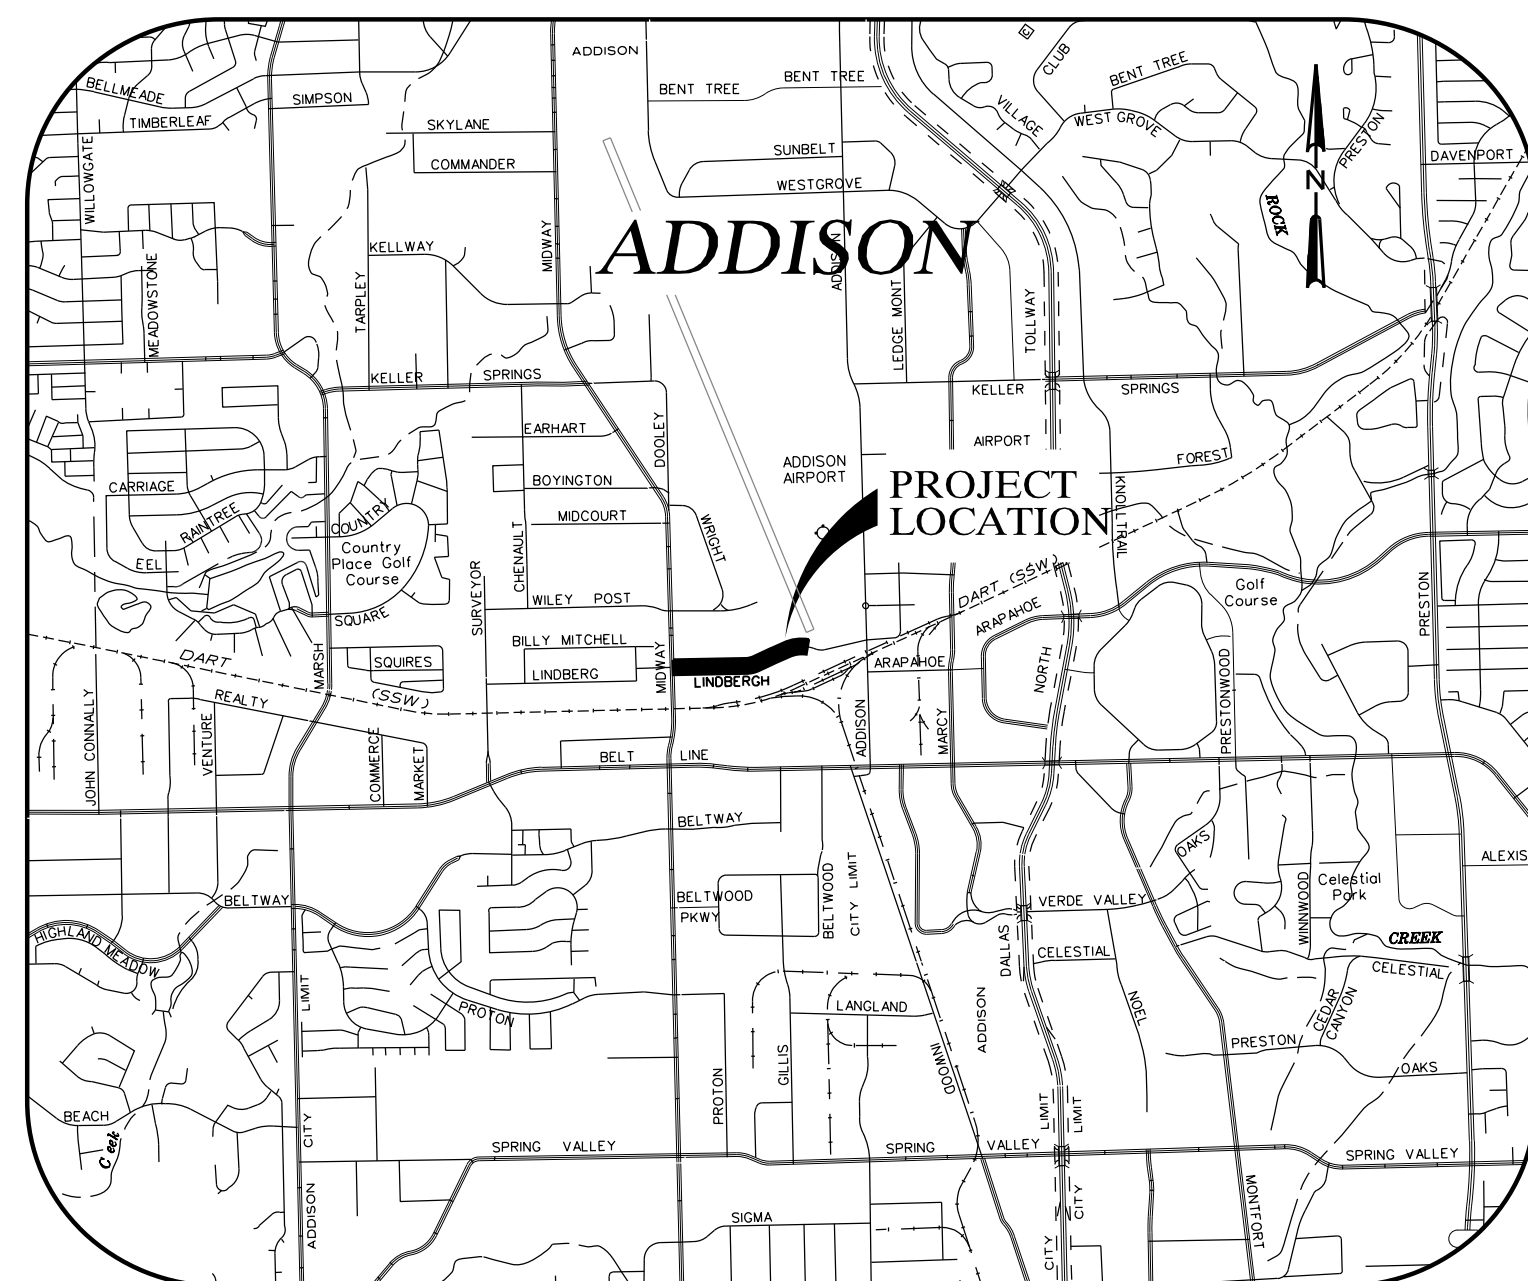 ADDISON
BENT TREE
BENT TREE
CLUB
BENT TREE
BELLMEADE
SIMPSON
TIMBERLEAF
SKYLANE
COMMANDER
VILLAGE
WEST GROVE
PRESTON
DAVENPORT
SUNBELT
WESTGROVE
WILLOWGATE
N
ROCK
MIDWAY
KELLWAY
ADDISON
ADDISON
MEADOWSTONE
TARPLEY
LEDGE MONT
TOLLWAY
KELLER
SPRINGS
KELLER
SPRINGS
EARHART
DOOLEY
AIRPORT
FOREST
ADDISON
AIRPORT
PROJECT
LOCATION
CARRIAGE
BOYINGTON
MIDCOURT
RAINTREE
COUNTRY
CHENAULT
WRIGHT
KNOLL TRAIL
Country
Place Golf
Course
EEL
SURVEYOR
WILEY POST
DART (SSW)
ARAPAHOE
Golf
Course
PRESTON
SQUARE
BILLY MITCHELL
LINDBERG
MIDWAY
LINDBERGH
ARAPAHOE
NORTH
PRESTONWOOD
DART
(SSW)
SQUIRES
MARSH
REALTY
JOHN CONNALLY
VENTURE
COMMERCE
MARKET
ADDISON
MARCY
BELT LINE
BELTWAY
OAKS
ALEXIS
BELTWAY
BELTWOOD
PKWY
BELTWOOD
CITY LIMIT
VERDE VALLEY
WINNWOOD
Celestial
Park
HIGHLAND MEADOW
DALLAS
CELESTIAL
CREEK
CELESTIAL
LIMIT
PROTON
LANGLAND
ADDISON
NOEL
CEDAR
CANYON
PRESTON
OAKS
INWOOD
GILLIS
PROTON
BEACH
C eek
CITY
LIMIT
LIMIT
SPRING VALLEY
SPRING
VALLEY
SPRING VALLEY
ADDISON
SIGMA
CITY
CITY
MONTFORT